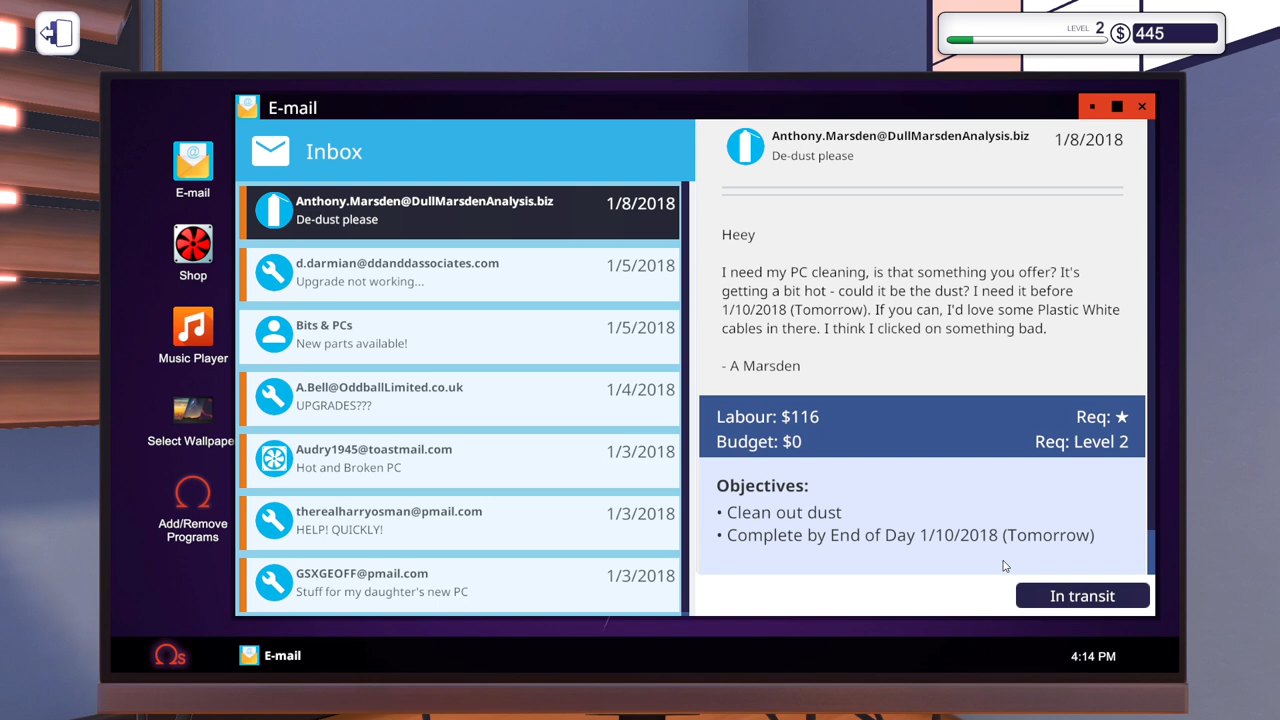 LEVEL 2 $ 445
E-mail
Inbox
Anthony.Marsden@DullMarsdenAnalysis.biz 1/8/2018
De-dust please
d.darmian@ddanddassociates.com 1/5/2018
Upgrade not working...
Bits & PCs 1/5/2018
New parts available!
A.Bell@OddballLimited.co.uk 1/4/2018
UPGRADES???
Audry1945@toastmail.com 1/3/2018
Hot and Broken PC
therealharryosman@pmail.com 1/3/2018
HELP! QUICKLY!
GSXGEOFF@pmail.com 1/3/2018
Stuff for my daughter's new PC
Anthony.Marsden@DullMarsdenAnalysis.biz 1/8/2018
De-dust please
Heey
I need my PC cleaning, is that something you offer? It's
getting a bit hot - could it be the dust? I need it before
1/10/2018 (Tomorrow). If you can, I'd love some Plastic White
cables in there. I think I clicked on something bad.
- A Marsden
Labour: $116 Req: ★
Budget: $0 Req: Level 2
Objectives:
• Clean out dust
• Complete by End of Day 1/10/2018 (Tomorrow)
In transit
E-mail
Shop
Music Player
Select Wallpape
Add/Remove
Programs
Ωs
E-mail
4:14 PM